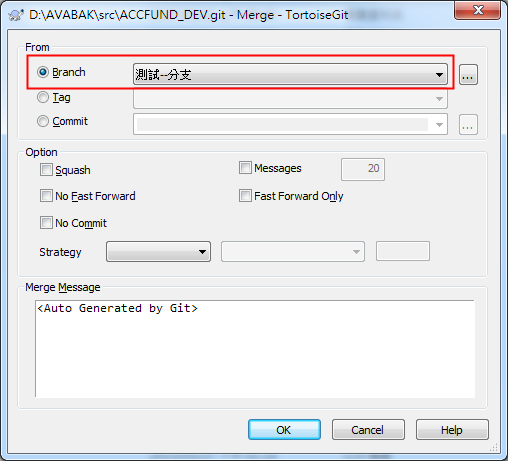 D:\AVABAK\src\ACCFUND_DEV.git - Merge - TortoiseGit
From
Branch
測試--分支
...
Tag
Commit
...
Option
Squash
Messages
20
No Fast Forward
Fast Forward Only
No Commit
Strategy
Merge Message
<Auto Generated by Git>
OK
Cancel
Help